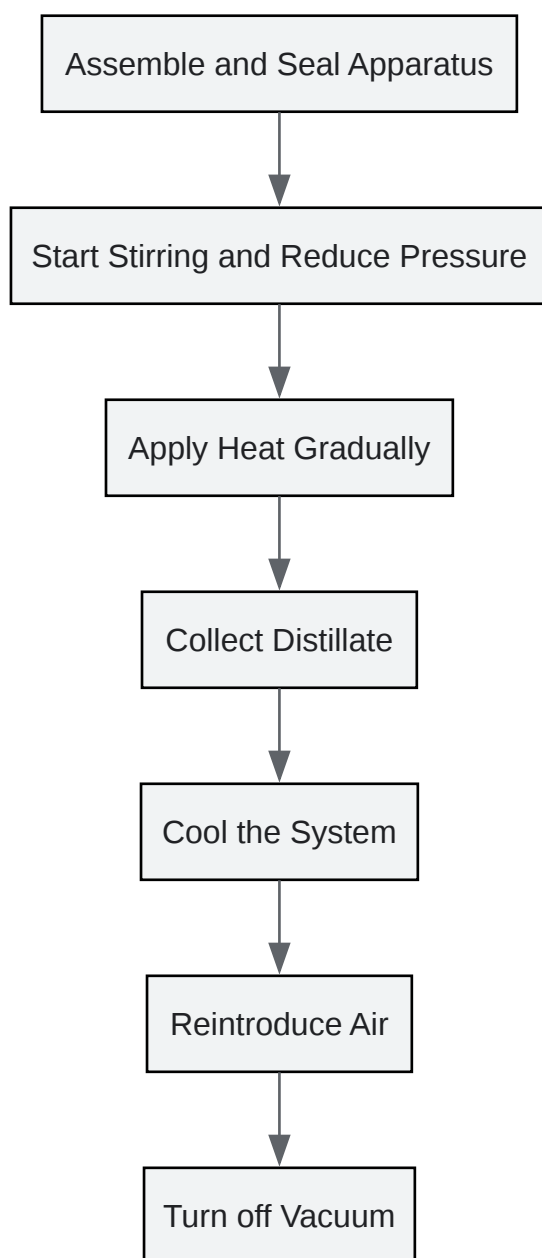 Assemble and Seal Apparatus
Start Stirring and Reduce Pressure
Apply Heat Gradually
Collect Distillate
Cool the System
Reintroduce Air
Turn off Vacuum